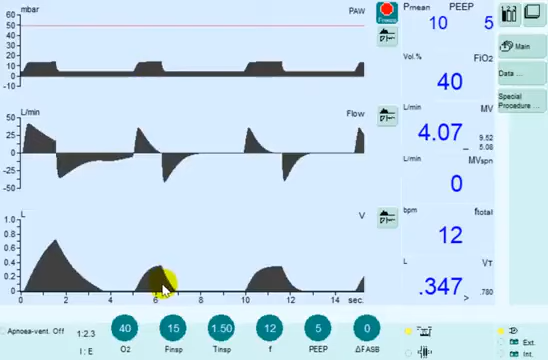 mbar
PAW
60
50
40
30
20
10
0
-10
L/min
Flow
50
25
0
-25
-50
L
V
1.0
0.8
0.6
0.4
0.2
0
0 2 4 6 8 10 12 14 sec.
Pmean PEEP
10 5
Vol.% FiO2
40
L/min MV
4.07 9.52
5.08
L/min MVspn
0
bpm ftotal
12
L VT
.347 > .780
Freeze
1 2 3
Main
Data ...
Special
Procedure ...
Apnoea-vent. Off
1:2.3
I : E
40 15 1.50 12 5 0
O2 Pinsp Tinsp f PEEP ΔFASB
Ext.
Int.